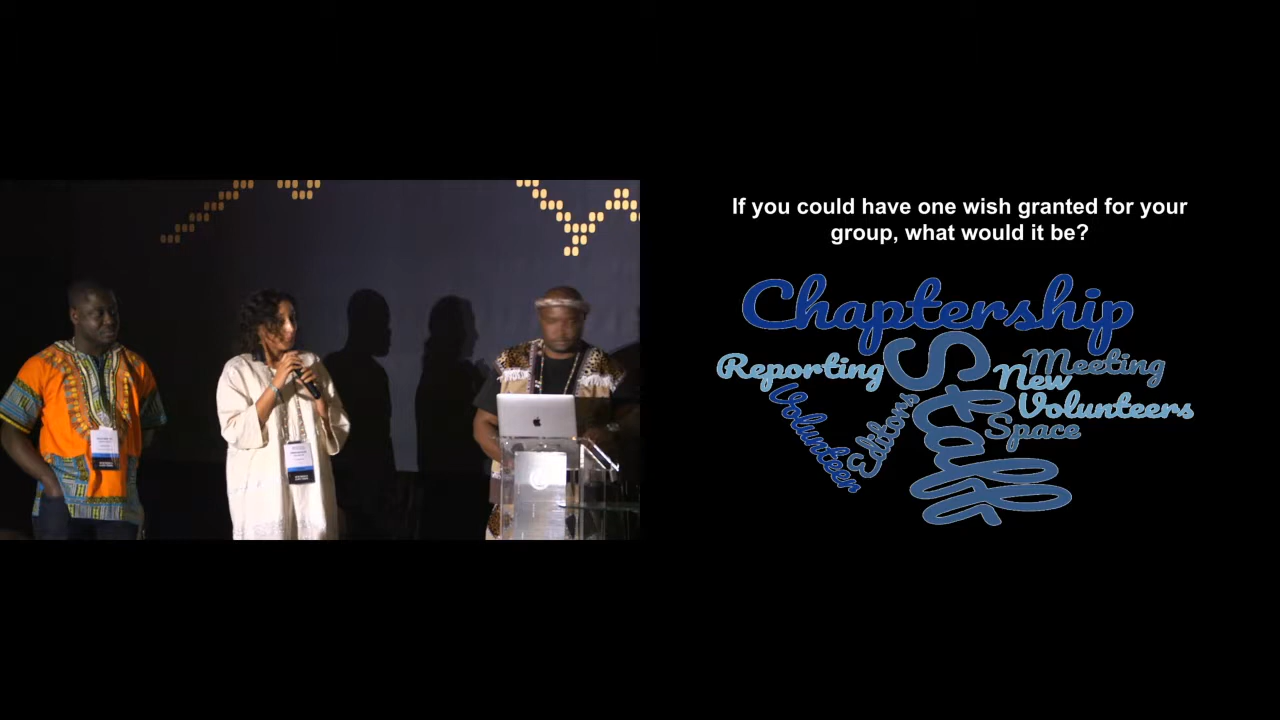 If you could have one wish granted for your
group, what would it be?
Chaptership
Reporting
Staff
Meeting
New
Volunteers
Space
Volunteer
Editors